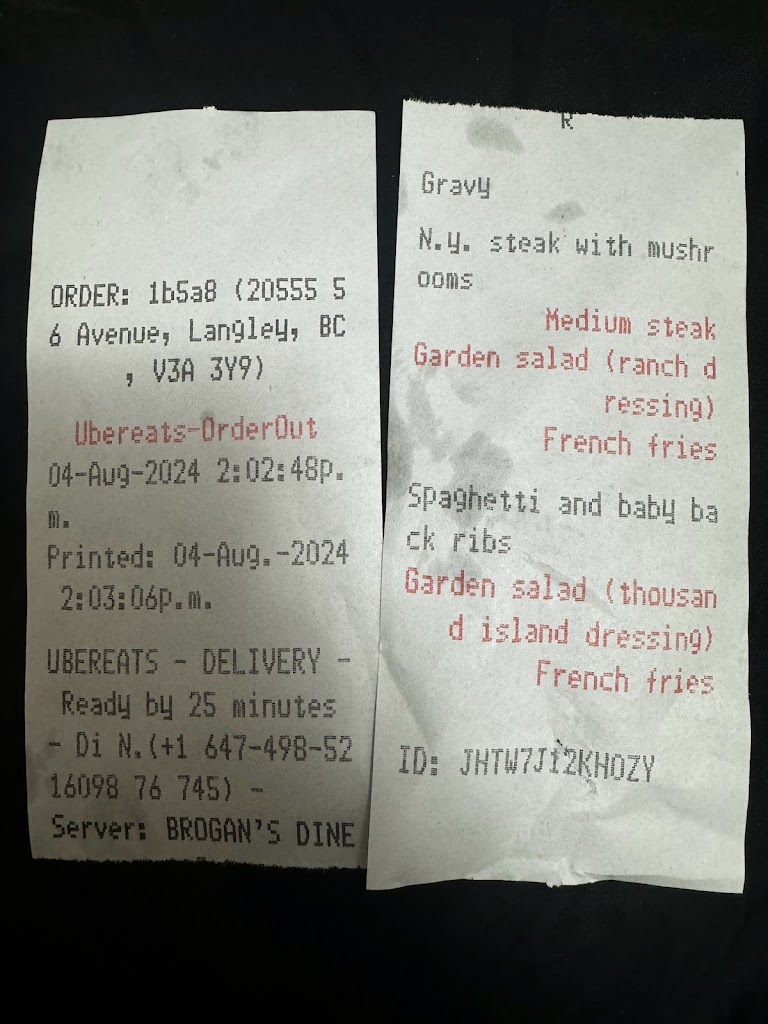 ORDER: 1b5a8 (20555 5
6 Avenue, Langley, BC
, V3A 3Y9)
Ubereats-OrderOut
04-Aug-2024 2:02:48p.
m.
Printed: 04-Aug.-2024
2:03:06p.m.
UBEREATS - DELIVERY -
Ready by 25 minutes
- Di N.(+1 647-498-52
16098 76 745) -
Server: BROGAN'S DINE
R
Gravy
N.y. steak with mushr
ooms
Medium steak
Garden salad (ranch d
ressing)
French fries
Spaghetti and baby ba
ck ribs
Garden salad (thousan
d island dressing)
French fries
ID: JHTW7Jt2KHOZY